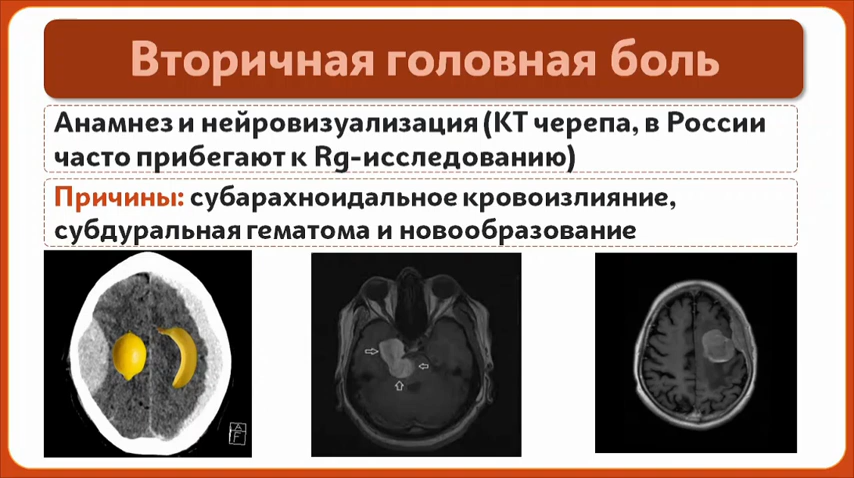 Вторичная головная боль
Анамнез и нейровизуализация (КТ черепа, в России
часто прибегают к Rg-исследованию)
Причины: субарахноидальное кровоизлияние,
субдуральная гематома и новообразование
A
F